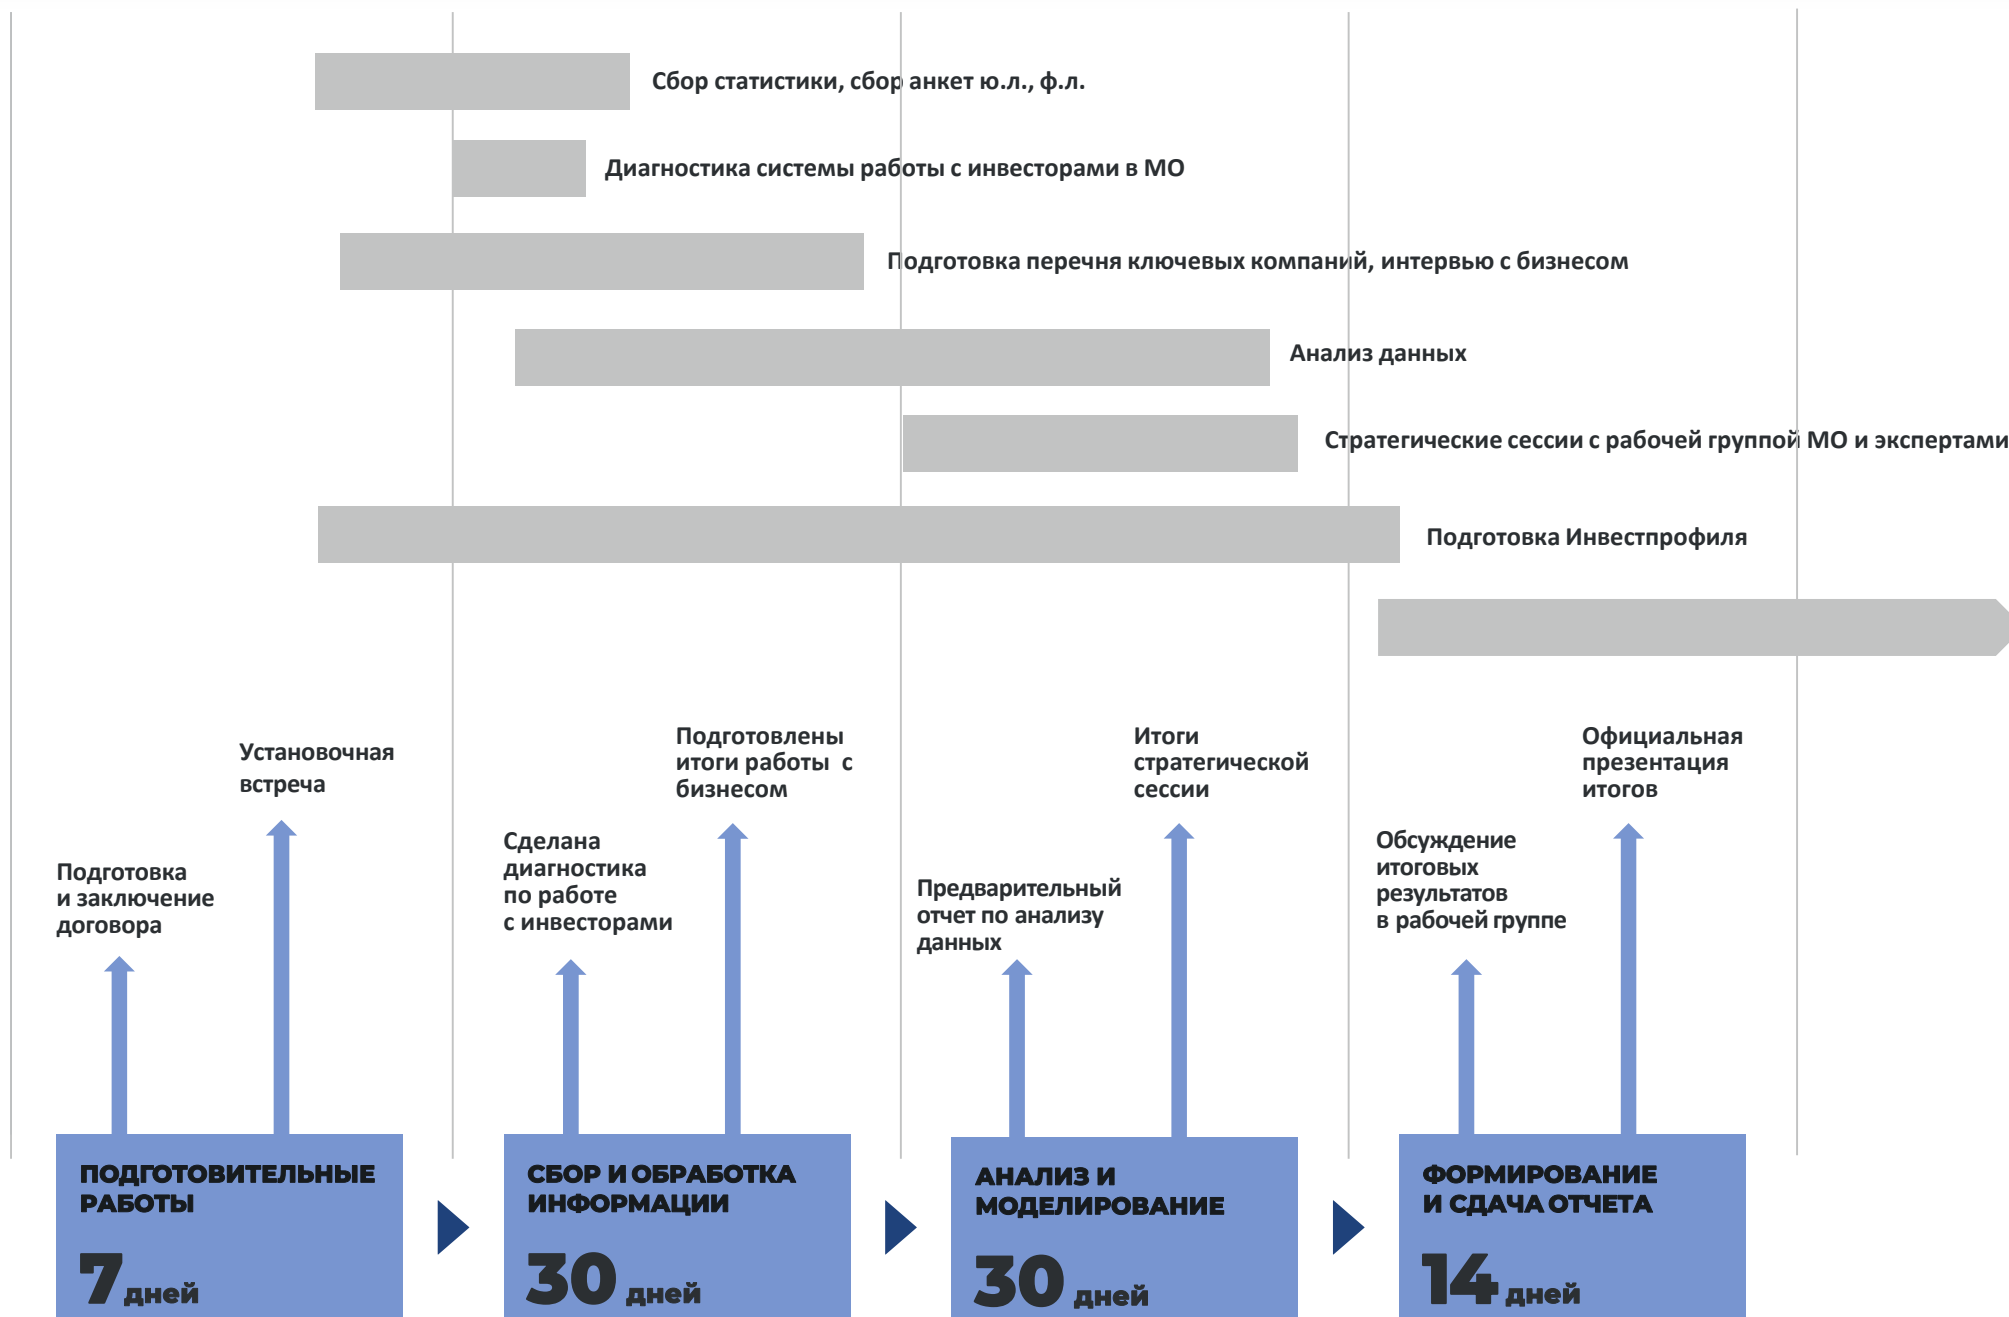 Сбор статистики, сбор анкет ю.л., ф.л.
Диагностика системы работы с инвесторами в МО
Подготовка перечня ключевых компаний, интервью с бизнесом
Анализ данных
Стратегические сессии с рабочей группой МО и экспертами
Подготовка Инвестпрофиля
Подготовка
и заключение
договора
Установочная
встреча
Сделана
диагностика
по работе
с инвесторами
Подготовлены
итоги работы с
бизнесом
Предварительный
отчет по анализу
данных
Итоги
стратегической
сессии
Обсуждение
итоговых
результатов
в рабочей группе
Официальная
презентация
итогов
ПОДГОТОВИТЕЛЬНЫЕ
РАБОТЫ
7 дней
СБОР И ОБРАБОТКА
ИНФОРМАЦИИ
30 дней
АНАЛИЗ И
МОДЕЛИРОВАНИЕ
30 дней
ФОРМИРОВАНИЕ
И СДАЧА ОТЧЕТА
14 дней